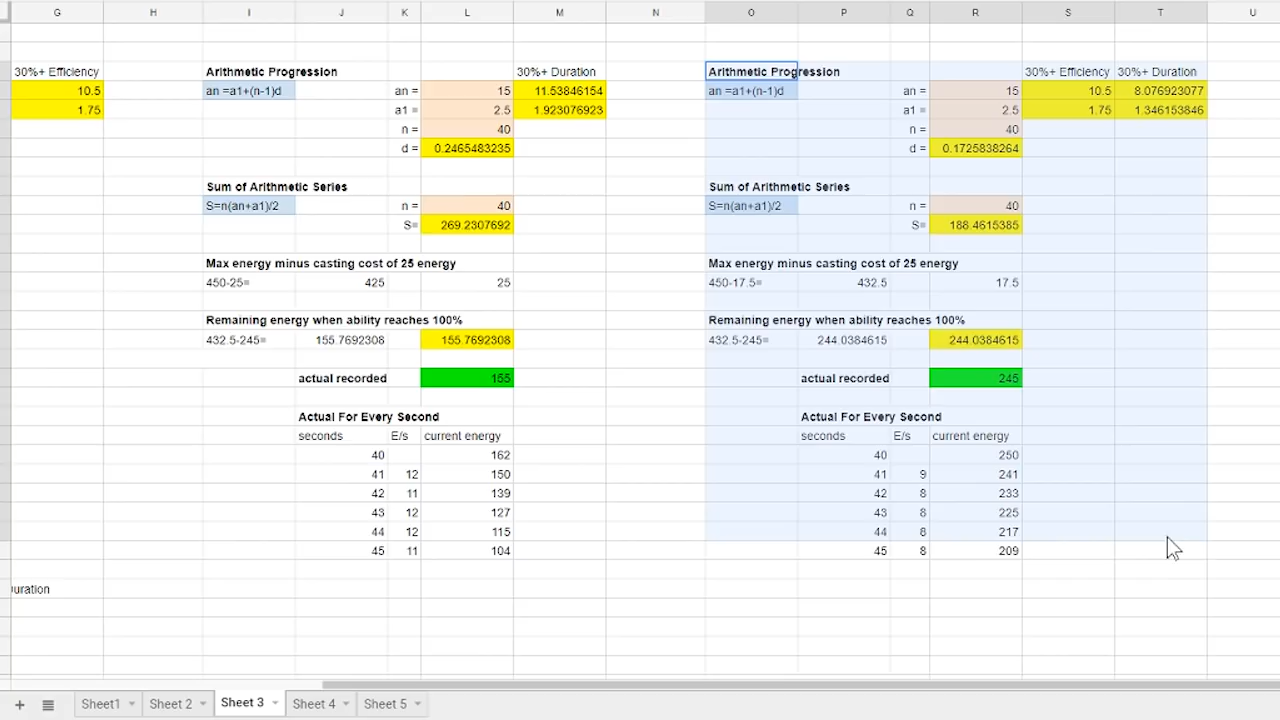 G H I J K L M N O P Q R S T U
30%+ Efficiency Arithmetic Progression 30%+ Duration Arithmetic Progression 30%+ Efficiency 30%+ Duration
10.5 an =a1+(n-1)d an = 15 11.53846154 an =a1+(n-1)d an = 15 10.5 8.076923077
1.75 a1 = 2.5 1.923076923 a1 = 2.5 1.75 1.346153846
n = 40 n = 40
d = 0.2465483235 d = 0.1725838264
Sum of Arithmetic Series Sum of Arithmetic Series
S=n(an+a1)/2 n = 40 S=n(an+a1)/2 n = 40
S= 269.2307692 S= 188.4615385
Max energy minus casting cost of 25 energy Max energy minus casting cost of 25 energy
450-25= 425 25 450-17.5= 432.5 17.5
Remaining energy when ability reaches 100% Remaining energy when ability reaches 100%
432.5-245= 155.7692308 155.7692308 432.5-245= 244.0384615 244.0384615
actual recorded 155 actual recorded 245
Actual For Every Second Actual For Every Second
seconds E/s current energy seconds E/s current energy
40 162 40 250
41 12 150 41 9 241
42 11 139 42 8 233
43 12 127 43 8 225
44 12 115 44 8 217
45 11 104 45 8 209
uration
+ Sheet1 Sheet 2 Sheet 3 Sheet 4 Sheet 5